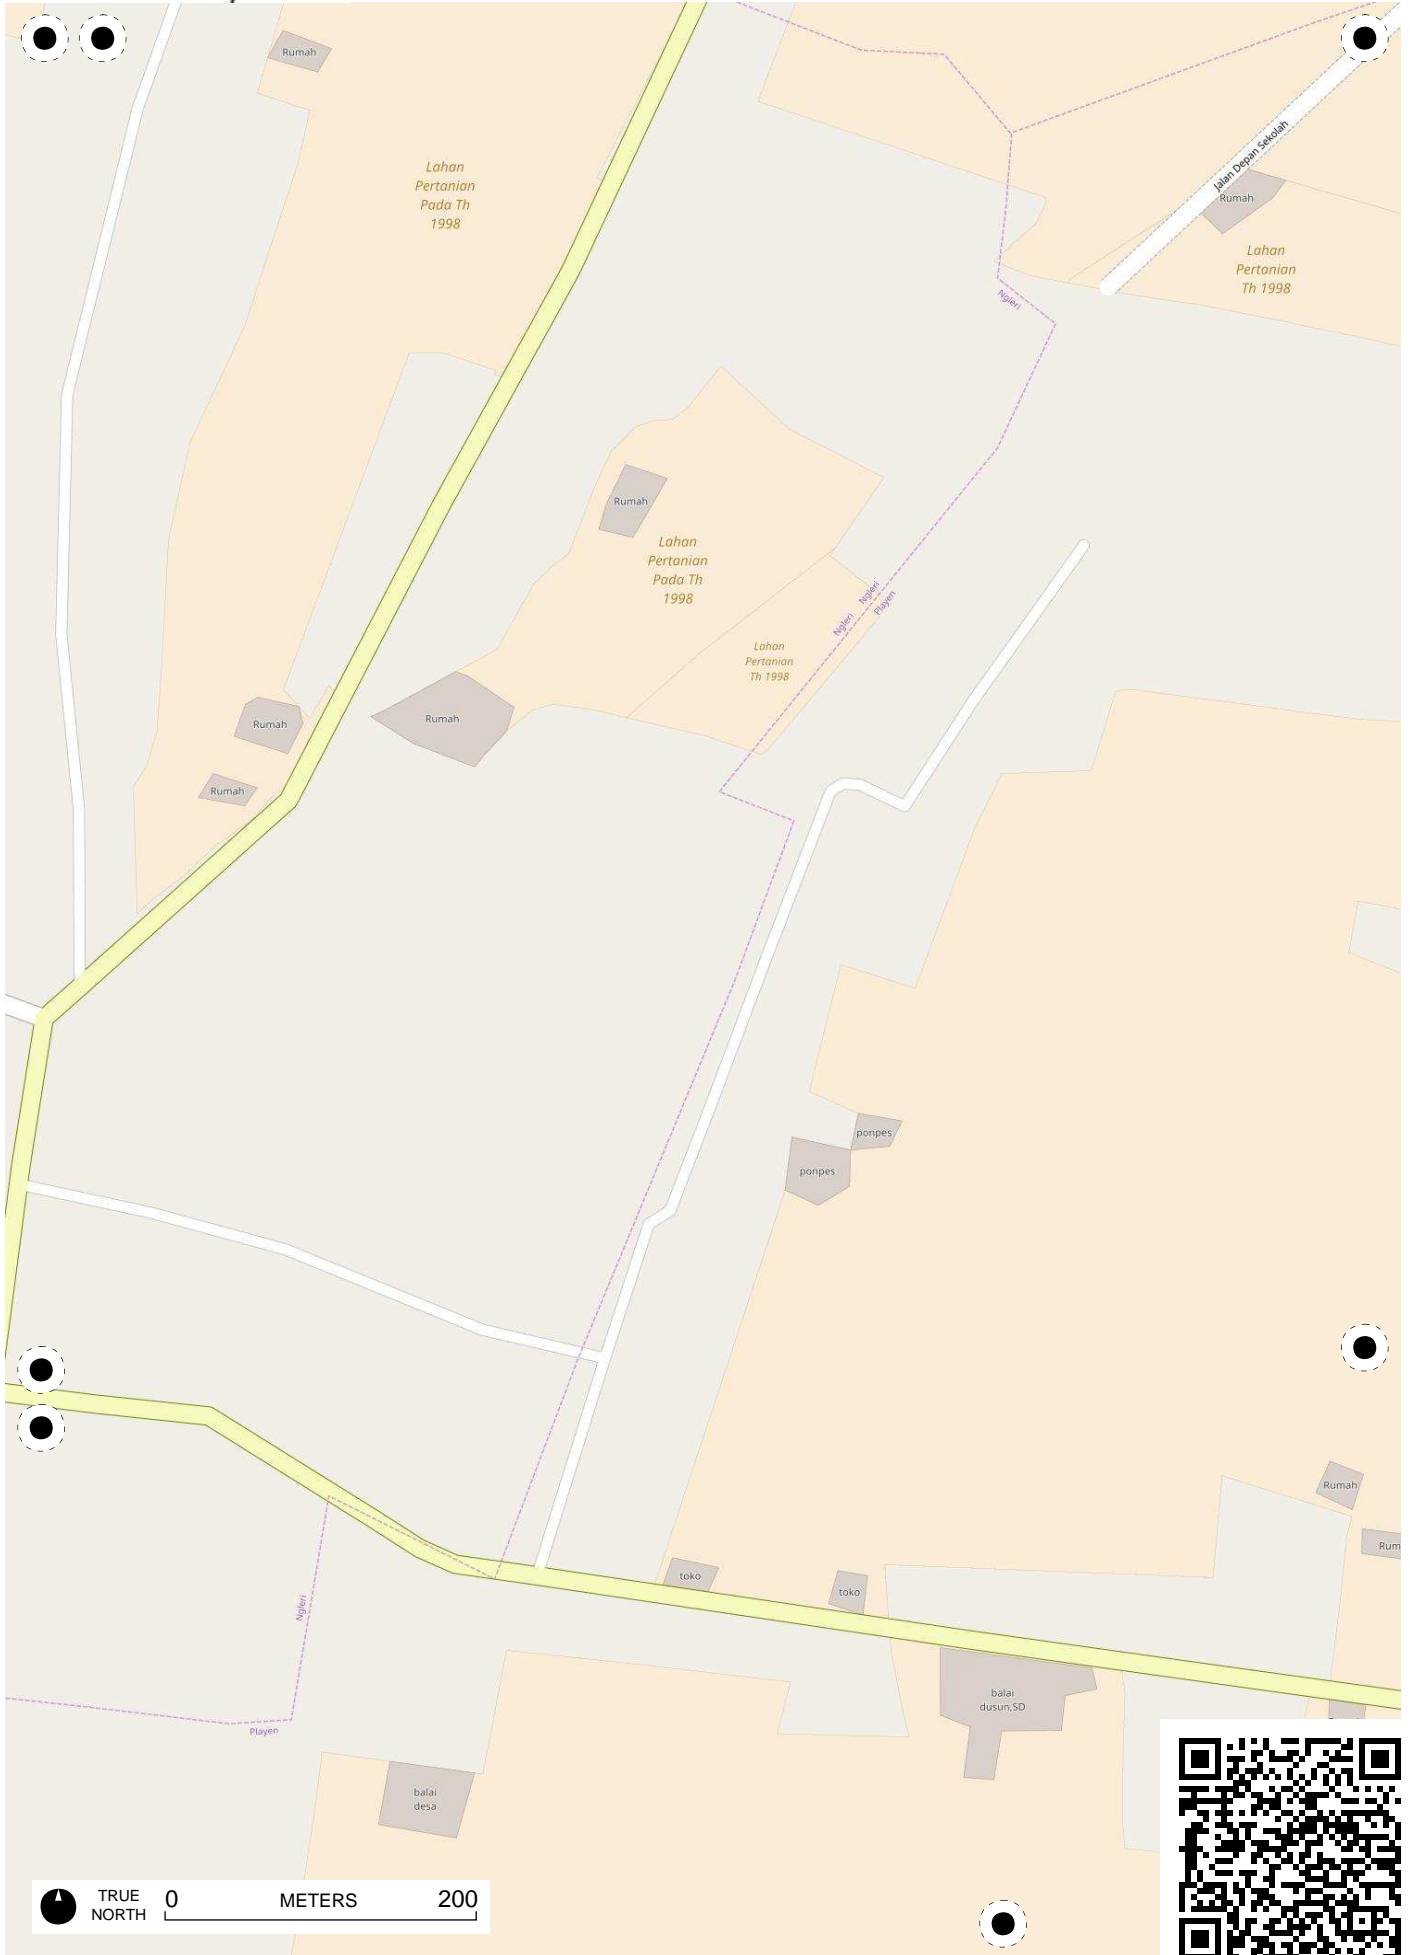 Rumah
Jalan Depan Sekolah
Lahan
Pertanian
Pada Th
1998
Rumah
Lahan
Pertanian
Th 1998
Ngleri
Rumah
Lahan
Pertanian
Pada Th
1998
Ngleri
Playen
Ngleri
Lahan
Pertanian
Th 1998
Rumah
Rumah
Rumah
ponpes
ponpes
Rumah
Rum
toko
toko
Ngleri
balai
dusun,SD
Playen
balai
desa
TRUE
NORTH
0 METERS 200